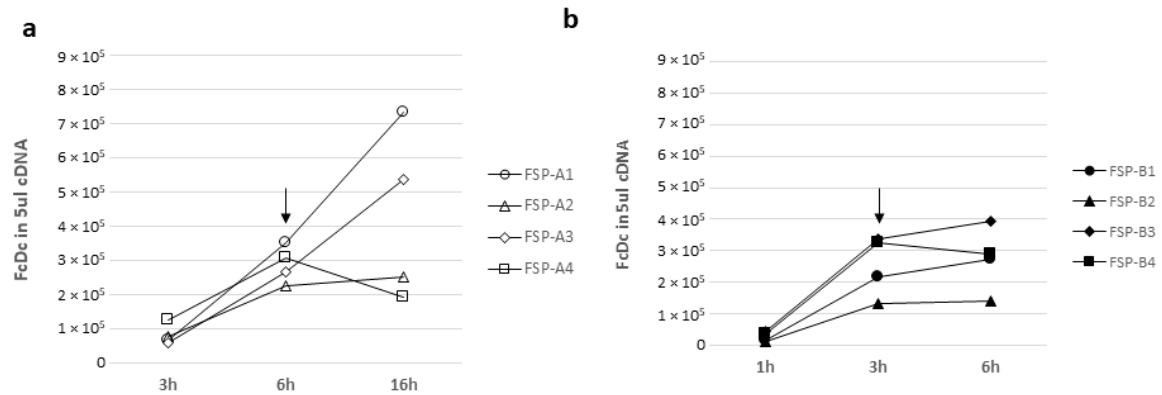 a
9 × 10⁵
8 × 10⁵
7 × 10⁵
6 × 10⁵
5 × 10⁵
4 × 10⁵
3 × 10⁵
2 × 10⁵
1 × 10⁵
0
FcDc in 5ul cDNA
3h 6h 16h
FSP-A1
FSP-A2
FSP-A3
FSP-A4
b
9 × 10⁵
8 × 10⁵
7 × 10⁵
6 × 10⁵
5 × 10⁵
4 × 10⁵
3 × 10⁵
2 × 10⁵
1 × 10⁵
0
FcDc in 5ul cDNA
1h 3h 6h
FSP-B1
FSP-B2
FSP-B3
FSP-B4